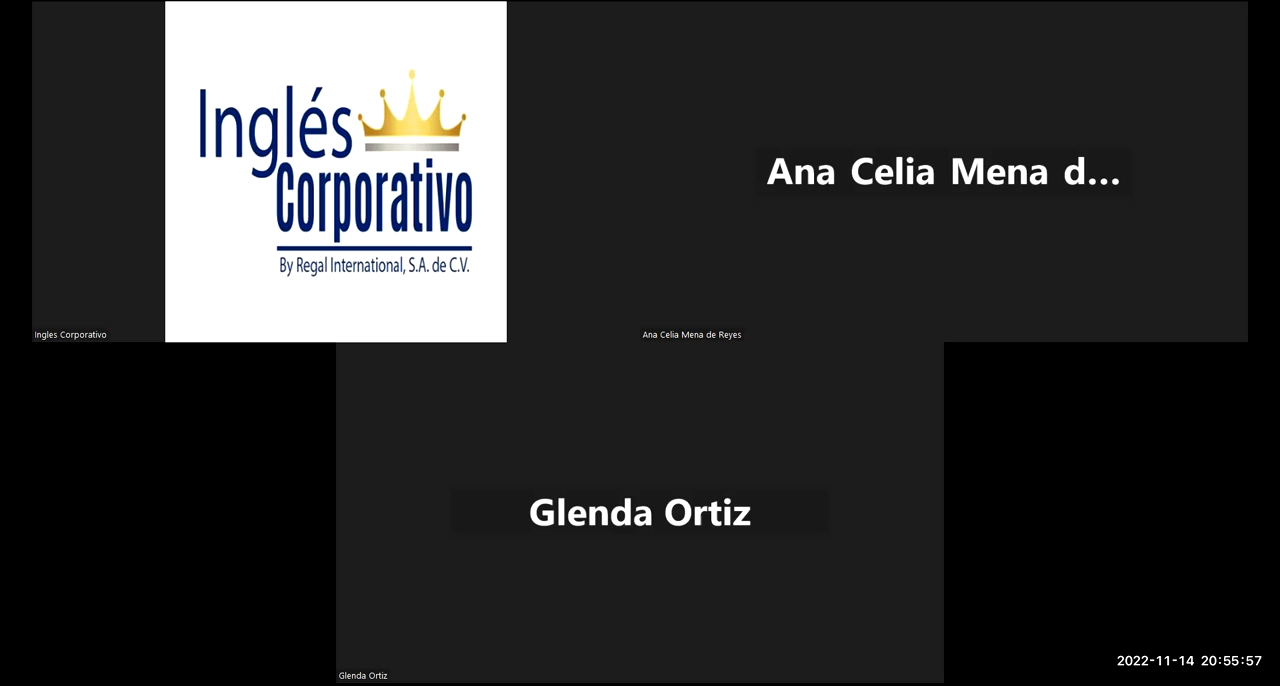 Inglés
Corporativo
By Regal International, S.A. de C.V.
Ingles Corporativo
Ana Celia Mena d...
Ana Celia Mena de Reyes
Glenda Ortiz
Glenda Ortiz
2022-11-14 20:55:57